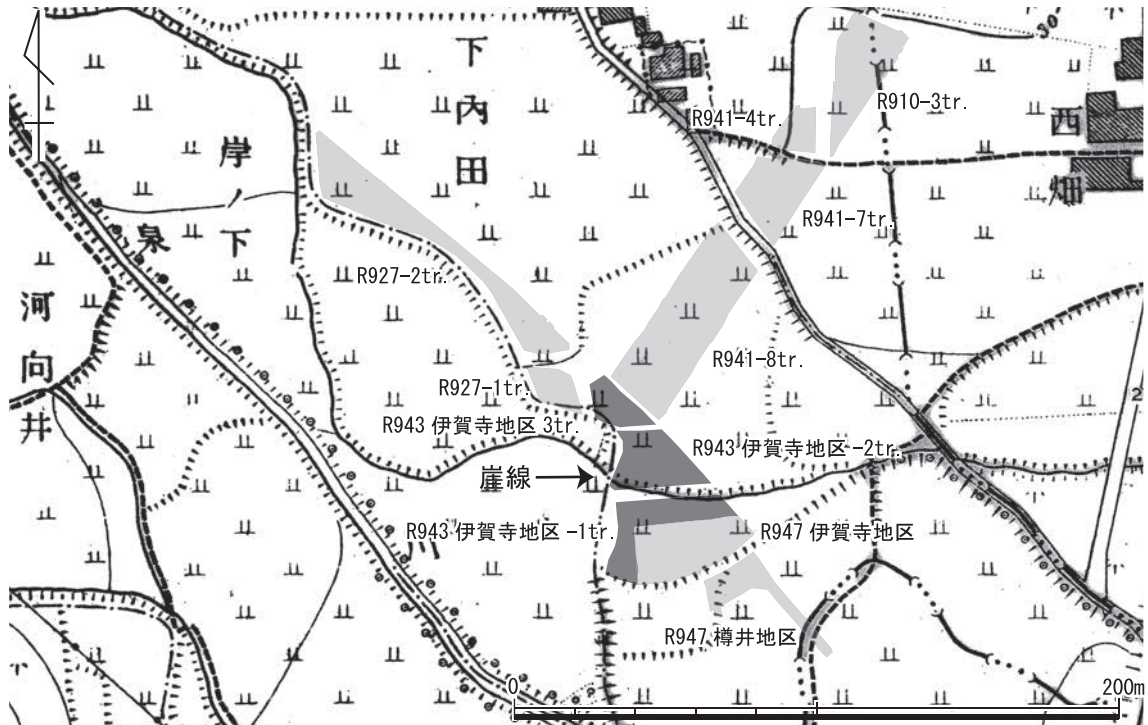 下内田
30
R910-3tr.
R941-4tr.
西畑
岸ノ下
R941-7tr.
泉
R927-2tr.
河向井
R941-8tr.
R927-1tr.
2
R943 伊賀寺地区 3tr.
R943 伊賀寺地区-2tr.
崖線
R943 伊賀寺地区 -1tr.
R947 伊賀寺地区
R947 樽井地区
0
200m